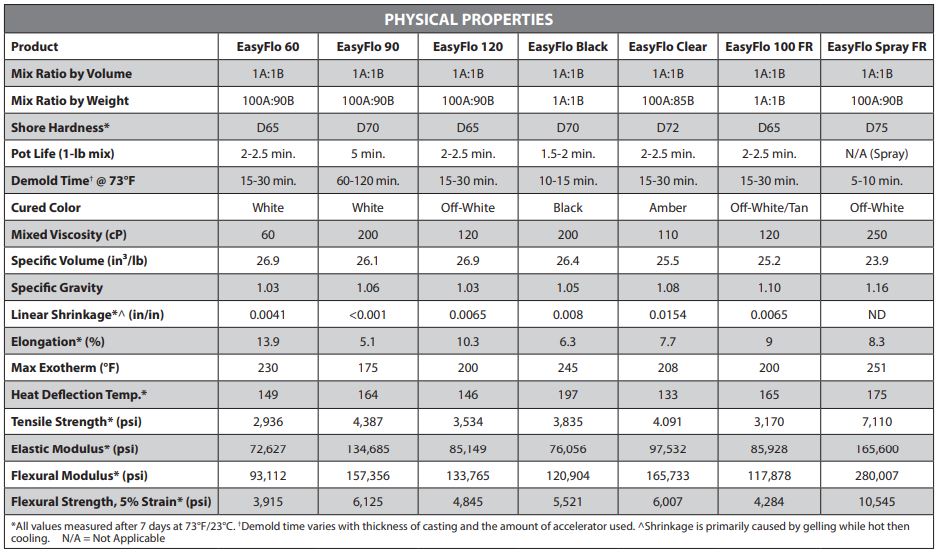 PHYSICAL PROPERTIES
Product EasyFlo 60 EasyFlo 90 EasyFlo 120 EasyFlo Black EasyFlo Clear EasyFlo 100 FR EasyFlo Spray FR
Mix Ratio by Volume 1A:1B 1A:1B 1A:1B 1A:1B 1A:1B 1A:1B 1A:1B
Mix Ratio by Weight 100A:90B 100A:90B 100A:90B 1A:1B 100A:85B 1A:1B 100A:90B
Shore Hardness* D65 D70 D65 D70 D72 D65 D75
Pot Life (1-lb mix) 2-2.5 min. 5 min. 2-2.5 min. 1.5-2 min. 2-2.5 min. 2-2.5 min. N/A (Spray)
Demold Time† @ 73°F 15-30 min. 60-120 min. 15-30 min. 10-15 min. 15-30 min. 15-30 min. 5-10 min.
Cured Color White White Off-White Black Amber Off-White/Tan Off-White
Mixed Viscosity (cP) 60 200 120 200 110 120 250
Specific Volume (in³/lb) 26.9 26.1 26.9 26.4 25.5 25.2 23.9
Specific Gravity 1.03 1.06 1.03 1.05 1.08 1.10 1.16
Linear Shrinkage*^ (in/in) 0.0041 <0.001 0.0065 0.008 0.0154 0.0065 ND
Elongation* (%) 13.9 5.1 10.3 6.3 7.7 9 8.3
Max Exotherm (°F) 230 175 200 245 208 200 251
Heat Deflection Temp.* 149 164 146 197 133 165 175
Tensile Strength* (psi) 2,936 4,387 3,534 3,835 4.091 3,170 7,110
Elastic Modulus* (psi) 72,627 134,685 85,149 76,056 97,532 85,928 165,600
Flexural Modulus* (psi) 93,112 157,356 133,765 120,904 165,733 117,878 280,007
Flexural Strength, 5% Strain* (psi) 3,915 6,125 4,845 5,521 6,007 4,284 10,545
*All values measured after 7 days at 73°F/23°C. †Demold time varies with thickness of casting and the amount of accelerator used. ^Shrinkage is primarily caused by gelling while hot then
cooling. N/A = Not Applicable